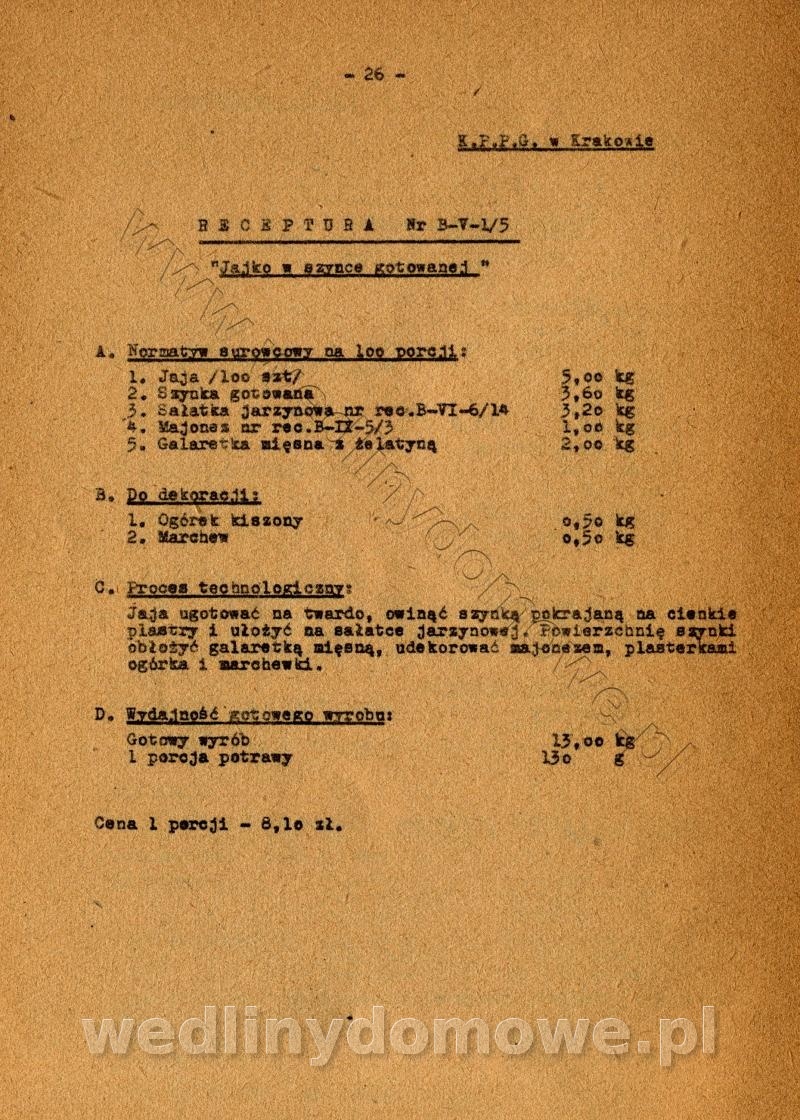 - 26 -
K.P.P.G. w Krakowie
R E C E P T U R A Nr B-V-1/5
"Jajko w szynce gotowanej "
A. Normatyw surowcowy na 1oo porcji:
1. Jaja /1oo szt/ 5,oo kg
2. Szynka gotowana 3,6o kg
3. Sałatka jarzynowa nr rec.B-VI-6/14 3,2o kg
4. Majonez nr rec.B-II-5/3 1,oo kg
5. Galaretka mięsna z żelatyną 2,oo kg
B. Do dekoracji:
1. Ogórek kiszony o,5o kg
2. Marchew o,5o kg
C. Proces technologiczny:
Jaja ugotować na twardo, owinąć szynką pokrajaną na cienkie
plastry i ułożyć na sałatce jarzynowej. Powierzchnię szynki
obłożyć galaretką mięsną, udekorować majonezem, plasterkami
ogórka i marchewki.
D. Wydajność gotowego wyrobu:
Gotowy wyrób 13,oo kg
1 porcja potrawy 13o g
Cena 1 porcji - 8,1o zł.
wedlinydomowe.pl